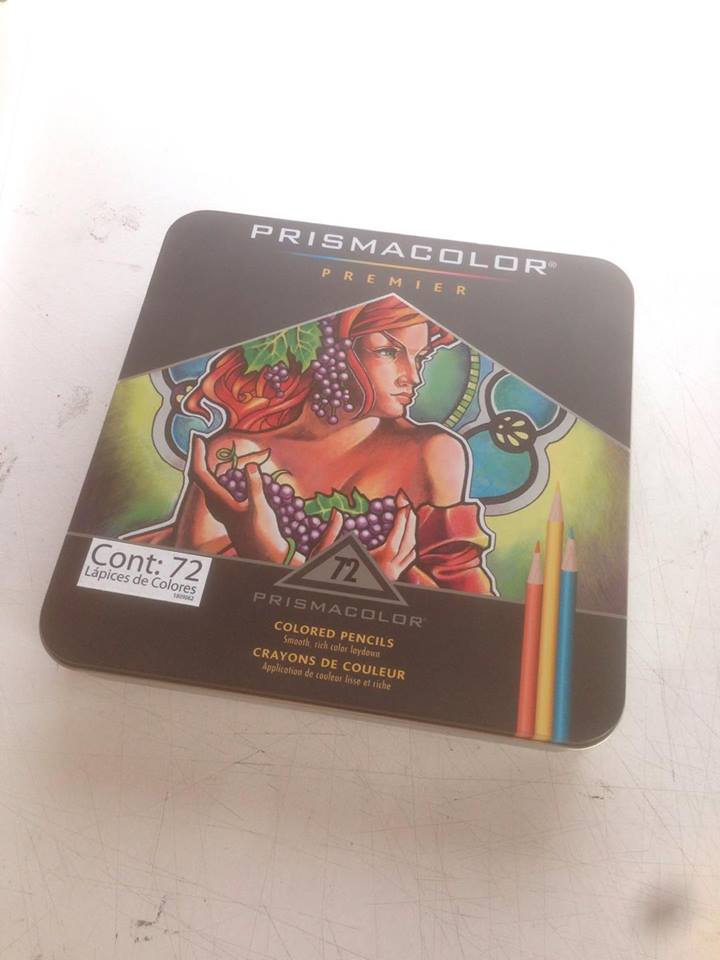 PRISMACOLOR®
PREMIER
Cont: 72
Lápices de Colores
1809082
72
PRISMACOLOR®
COLORED PENCILS
Smooth, rich color laydown
CRAYONS DE COULEUR
Application de couleur lisse et riche